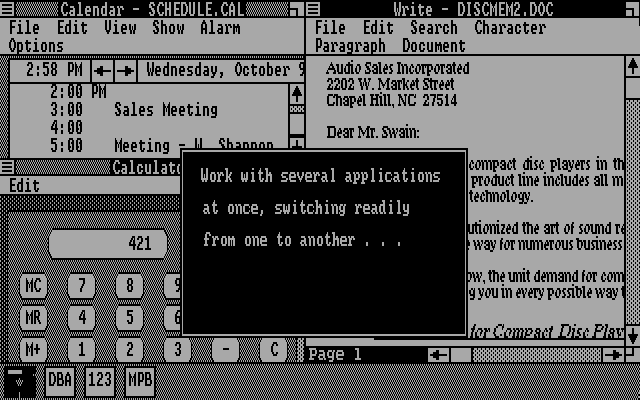 Calendar - SCHEDULE.CAL
File Edit View Show Alarm
Options
2:58 PM Wednesday, October 9
2:00 PM
3:00 Sales Meeting
4:00
5:00 Meeting - W. Shannon
Calculator
Edit
421
MC 7 8 9
MR 4 5 6
M+ 1 2 3 - C
Write - DISCMEM2.DOC
File Edit Search Character
Paragraph Document
Audio Sales Incorporated
2202 W. Market Street
Chapel Hill, NC 27514
Dear Mr. Swain:
compact disc players in th
product line includes all m
technology.
utionized the art of sound re
way for numerous business
ow, the unit demand for com
g you in every possible way t
for Compact Disc Play
Page 1
Work with several applications
at once, switching readily
from one to another . . .
DBA 123 MPB